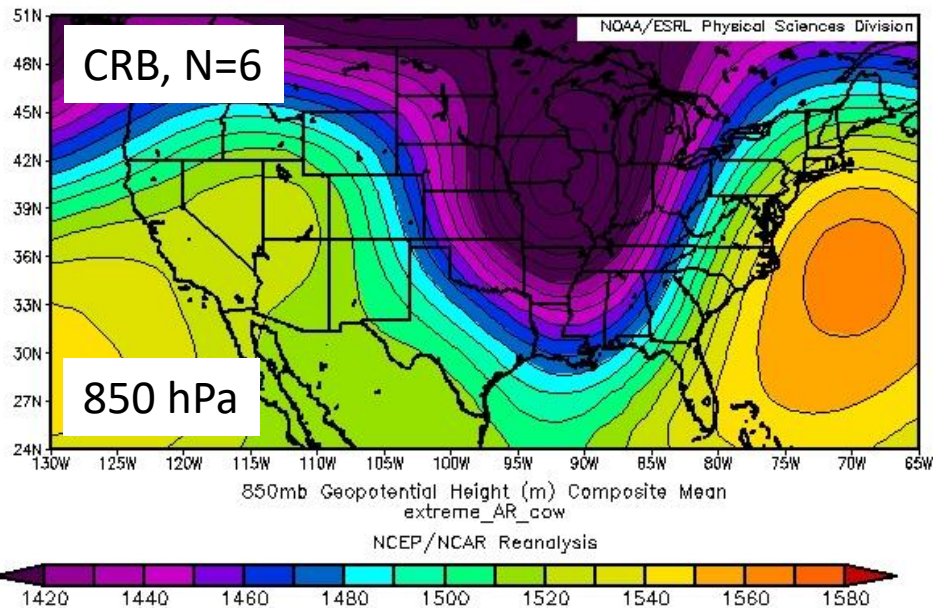 51N
NOAA/ESRL Physical Sciences Division
CRB, N=6
48N
45N
42N
39N
36N
33N
30N
850 hPa
27N
24N
130W 125W 120W 115W 110W 105W 100W 95W 90W 85W 80W 75W 70W 65W
850mb Geopotential Height (m) Composite Mean
extreme_AR_cow
NCEP/NCAR Reanalysis
1420 1440 1460 1480 1500 1520 1540 1560 1580